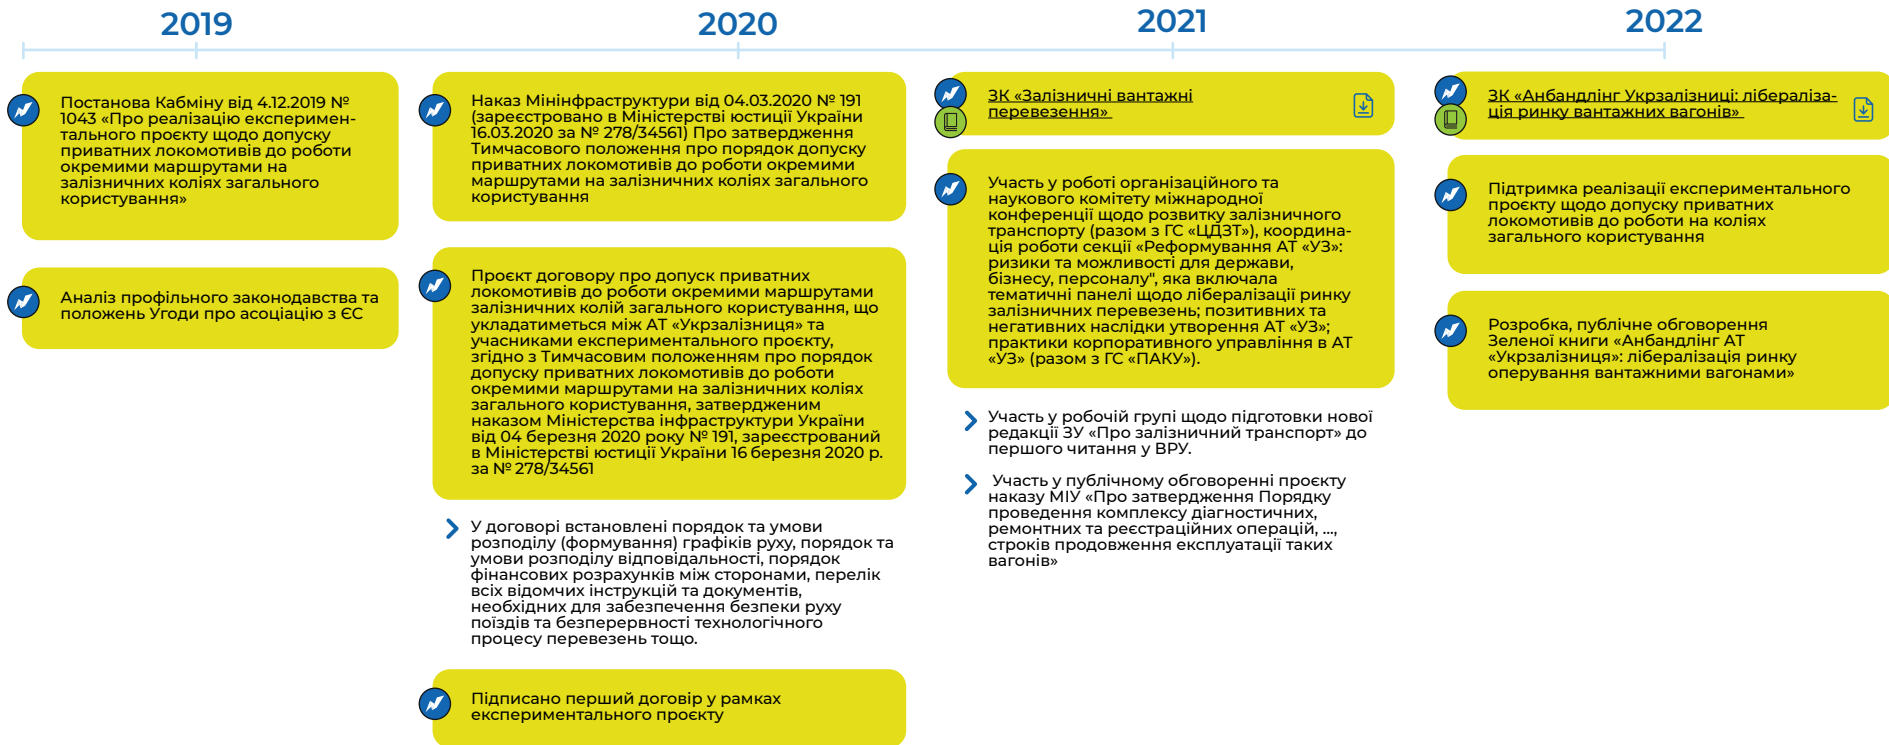 2019
Постанова Кабміну від 4.12.2019 №
1043 «Про реалізацію експеримен-
тального проєкту щодо допуску
приватних локомотивів до роботи
окремими маршрутами на
залізничних коліях загального
користування»
Аналіз профільного законодавства та
положень Угоди про асоціацію з ЄС
2020
Наказ Мінінфраструктури від 04.03.2020 № 191
(зареєстровано в Міністерстві юстиції України
16.03.2020 за № 278/34561) Про затвердження
Тимчасового положення про порядок допуску
приватних локомотивів до роботи окремими
маршрутами на залізничних коліях загального
користування
Проєкт договору про допуск приватних
локомотивів до роботи окремими маршрутами
залізничних колій загального користування, що
укладатиметься між АТ «Укрзалізниця» та
учасниками експериментального проєкту,
згідно з Тимчасовим положенням про порядок
допуску приватних локомотивів до роботи
окремими маршрутами на залізничних коліях
загального користування, затвердженим
наказом Міністерства інфраструктури України
від 04 березня 2020 року № 191, зареєстрований
в Міністерстві юстиції України 16 березня 2020 р.
за № 278/34561
У договорі встановлені порядок та умови
розподілу (формування) графіків руху, порядок та
умови розподілу відповідальності, порядок
фінансових розрахунків між сторонами, перелік
всіх відомчих інструкцій та документів,
необхідних для забезпечення безпеки руху
поїздів та безперервності технологічного
процесу перевезень тощо.
Підписано перший договір у рамках
експериментального проєкту
2021
ЗК «Залізничні вантажні
перевезення»
Участь у роботі організаційного та
наукового комітету міжнародної
конференції щодо розвитку залізничного
транспорту (разом з ГС «ЦДЗТ»), координа-
ція роботи секції «Реформування АТ «УЗ»:
ризики та можливості для держави,
бізнесу, персоналу", яка включала
тематичні панелі щодо лібералізації ринку
залізничних перевезень; позитивних та
негативних наслідки утворення АТ «УЗ»;
практики корпоративного управління в АТ
«УЗ» (разом з ГС «ПАКУ»).
Участь у робочій групі щодо підготовки нової
редакції ЗУ «Про залізничний транспорт» до
першого читання у ВРУ.
Участь у публічному обговоренні проєкту
наказу МІУ «Про затвердження Порядку
проведення комплексу діагностичних,
ремонтних та реєстраційних операцій, ...,
строків продовження експлуатації таких
вагонів»
2022
ЗК «Анбандлінг Укрзалізниці: лібераліза-
ція ринку вантажних вагонів»
Підтримка реалізації експериментального
проєкту щодо допуску приватних
локомотивів до роботи на коліях
загального користування
Розробка, публічне обговорення
Зеленої книги «Анбандлінг АТ
«Укрзалізниця»: лібералізація ринку
оперування вантажними вагонами»